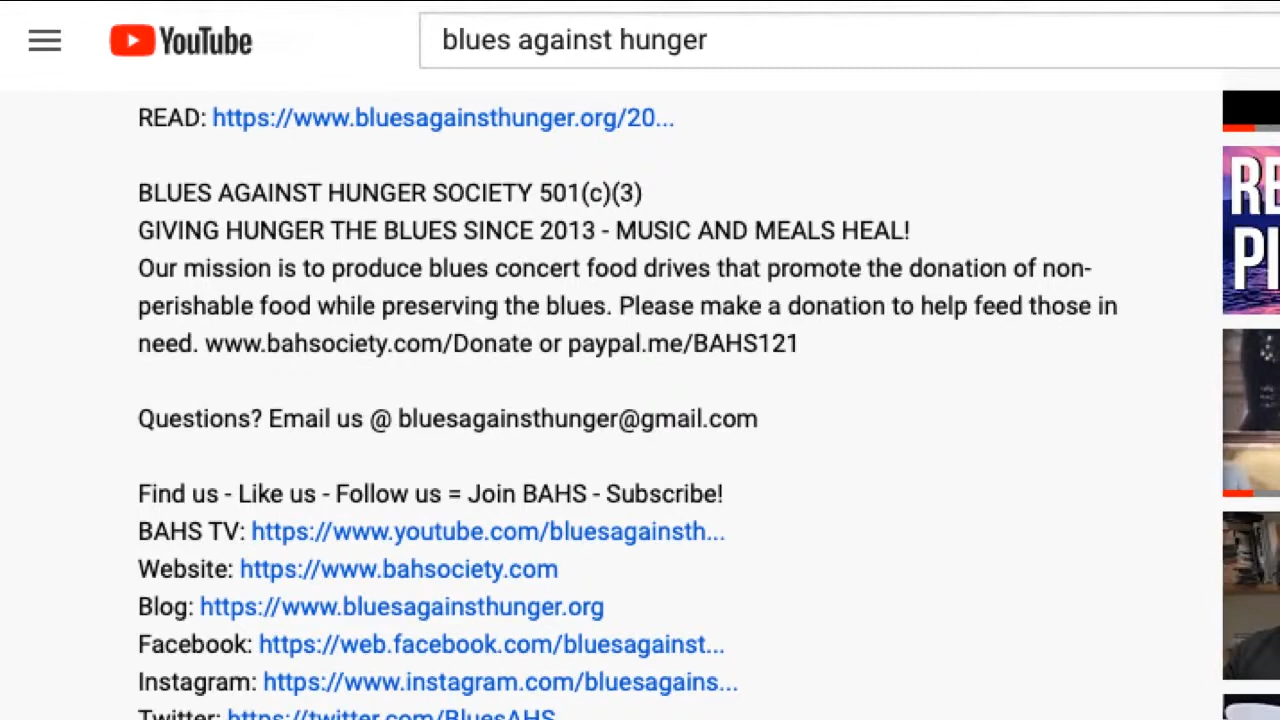 YouTube
blues against hunger
READ: https://www.bluesagainsthunger.org/20...
BLUES AGAINST HUNGER SOCIETY 501(c)(3)
GIVING HUNGER THE BLUES SINCE 2013 - MUSIC AND MEALS HEAL!
Our mission is to produce blues concert food drives that promote the donation of non-
perishable food while preserving the blues. Please make a donation to help feed those in
need. www.bahsociety.com/Donate or paypal.me/BAHS121
Questions? Email us @ bluesagainsthunger@gmail.com
Find us - Like us - Follow us = Join BAHS - Subscribe!
BAHS TV: https://www.youtube.com/bluesagainsth...
Website: https://www.bahsociety.com
Blog: https://www.bluesagainsthunger.org
Facebook: https://web.facebook.com/bluesagainst...
Instagram: https://www.instagram.com/bluesagains...
Twitter: https://twitter.com/BluesAHS